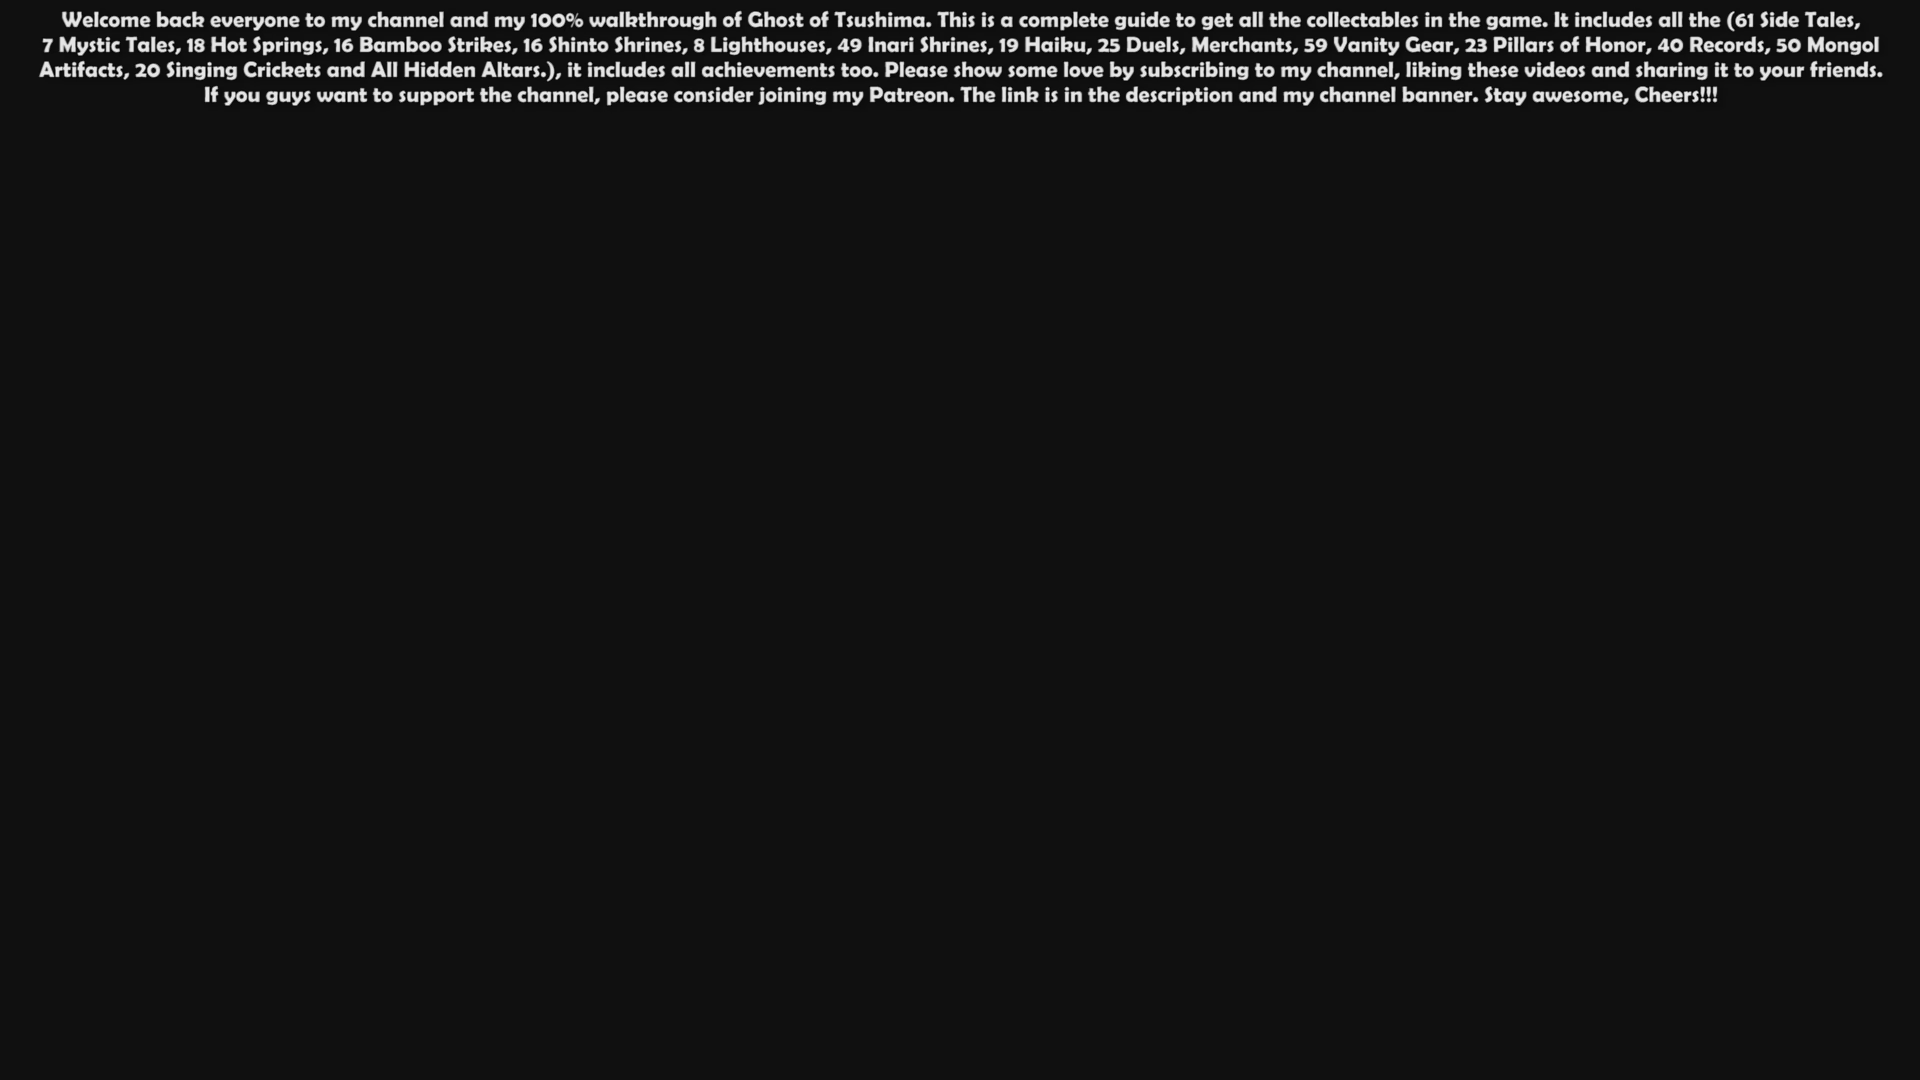 Welcome back everyone to my channel and my 100% walkthrough of Ghost of Tsushima. This is a complete guide to get all the collectables in the game. It includes all the (61 Side Tales,
7 Mystic Tales, 18 Hot Springs, 16 Bamboo Strikes, 16 Shinto Shrines, 8 Lighthouses, 49 Inari Shrines, 19 Haiku, 25 Duels, Merchants, 59 Vanity Gear, 23 Pillars of Honor, 40 Records, 50 Mongol
Artifacts, 20 Singing Crickets and All Hidden Altars.), it includes all achievements too. Please show some love by subscribing to my channel, liking these videos and sharing it to your friends.
If you guys want to support the channel, please consider joining my Patreon. The link is in the description and my channel banner. Stay awesome, Cheers!!!